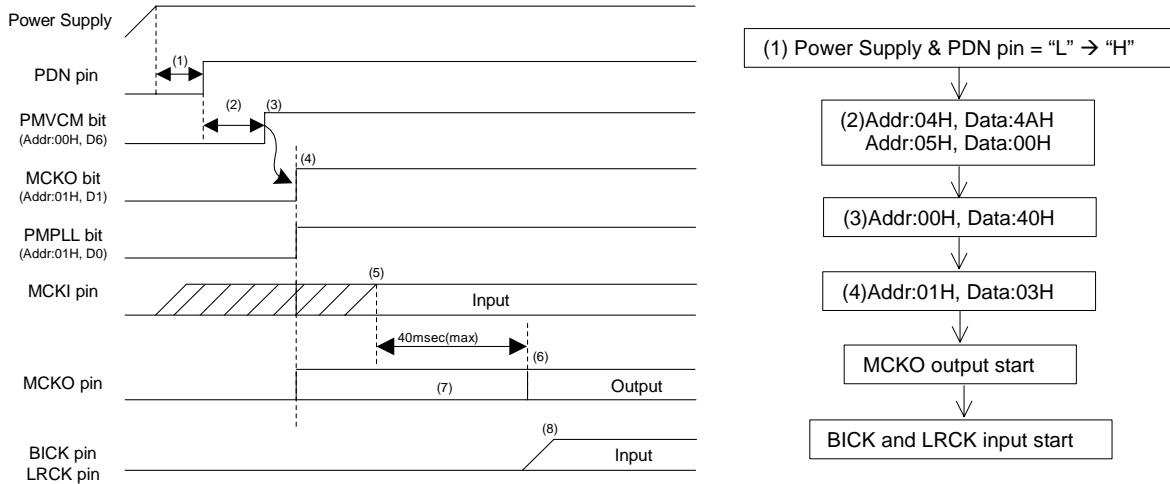 Power Supply
(1)
PDN pin
(2)
(3)
PMVCM bit
(Addr:00H, D6)
(4)
MCKO bit
(Addr:01H, D1)
PMPLL bit
(Addr:01H, D0)
(5)
MCKI pin
Input
40msec(max)
(6)
MCKO pin
(7)
Output
(8)
BICK pin
LRCK pin
Input
(1) Power Supply & PDN pin = “L” → “H”
(2)Addr:04H, Data:4AH
Addr:05H, Data:00H
(3)Addr:00H, Data:40H
(4)Addr:01H, Data:03H
MCKO output start
BICK and LRCK input start